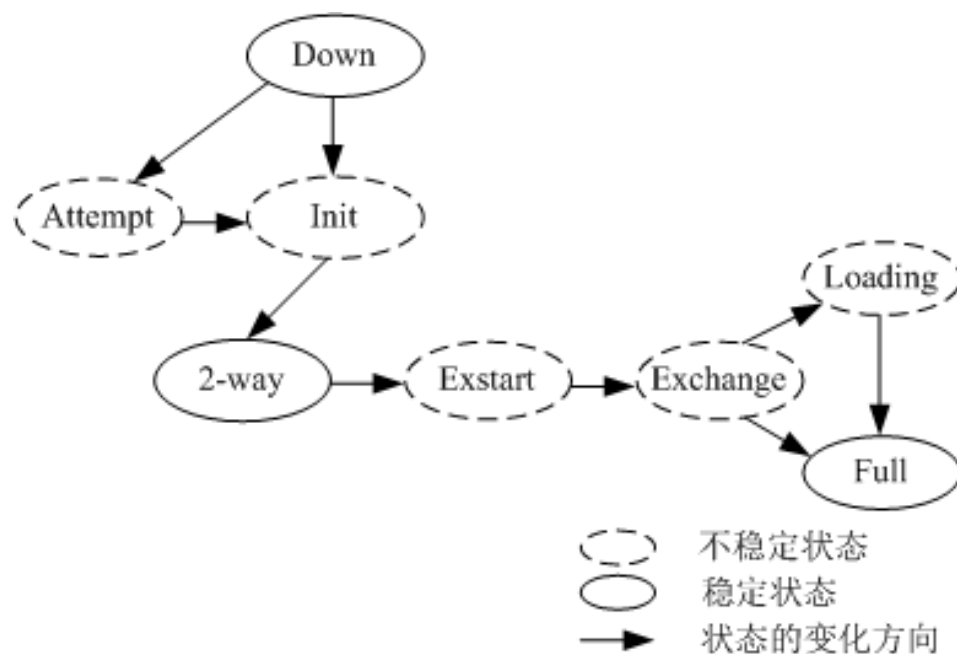 Down
Attempt
Init
Loading
2-way
Exstart
Exchange
Full
不稳定状态
稳定状态
状态的变化方向